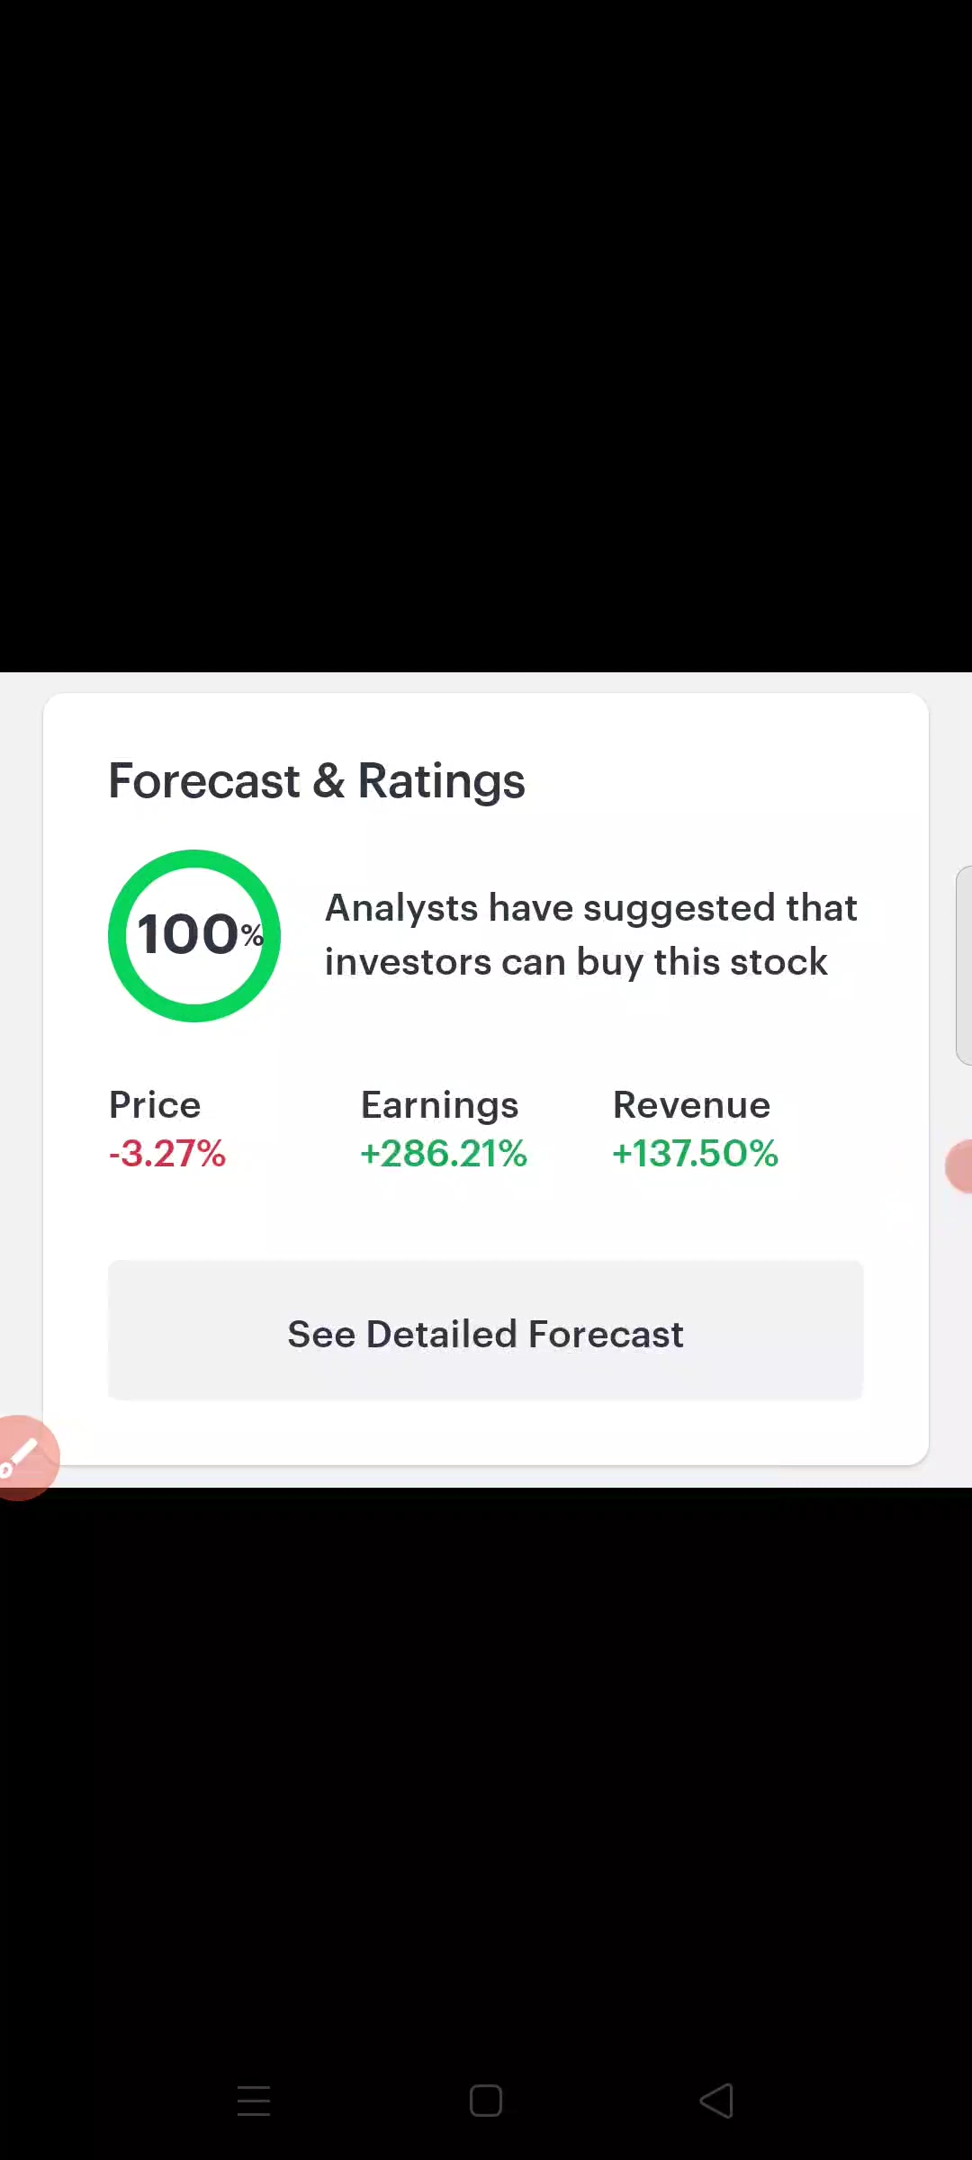 Forecast & Ratings
100%
Analysts have suggested that
investors can buy this stock
Price Earnings Revenue
-3.27% +286.21% +137.50%
See Detailed Forecast